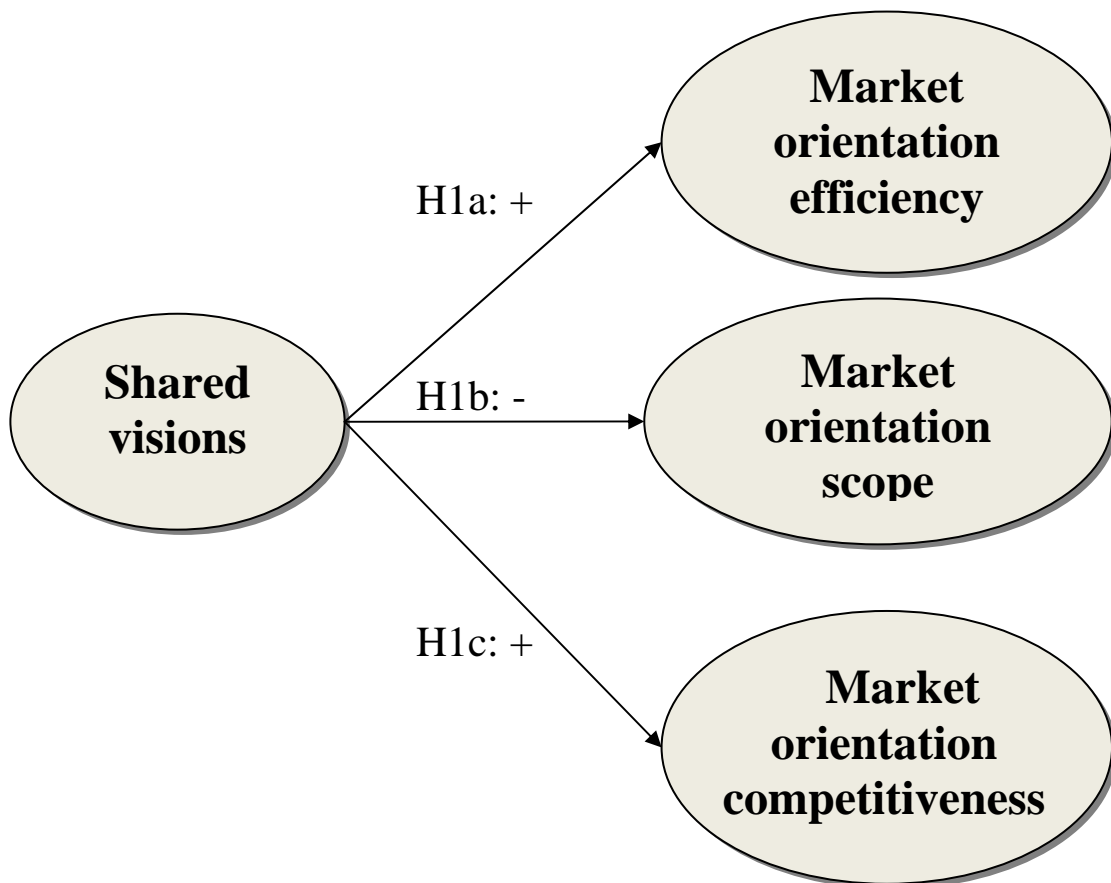 Market
orientation
efficiency
H1a: +
Shared
visions
H1b: -
Market
orientation
scope
H1c: +
Market
orientation
competitiveness